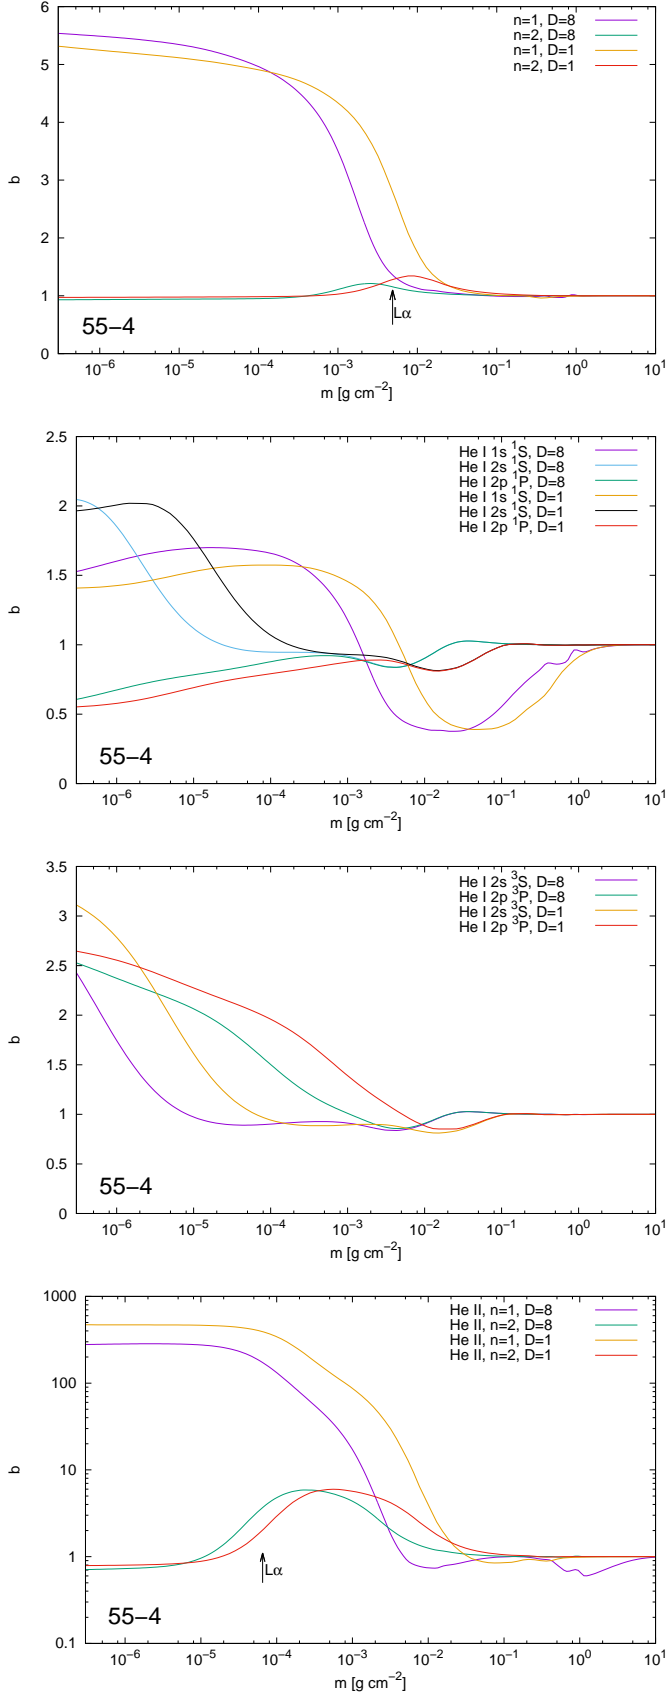 n=1, D=8
n=2, D=8
n=1, D=1
n=2, D=1
6
5
4
3
2
1
0
b
Lα
55−4
10⁻⁶ 10⁻⁵ 10⁻⁴ 10⁻³ 10⁻² 10⁻¹ 10⁰ 10¹
m [g cm⁻²]
He I 1s ¹S, D=8
He I 2s ¹S, D=8
He I 2p ¹P, D=8
He I 1s ¹S, D=1
He I 2s ¹S, D=1
He I 2p ¹P, D=1
2.5
2
1.5
1
0.5
0
b
55−4
10⁻⁶ 10⁻⁵ 10⁻⁴ 10⁻³ 10⁻² 10⁻¹ 10⁰ 10¹
m [g cm⁻²]
He I 2s ³S, D=8
He I 2p ³P, D=8
He I 2s ³S, D=1
He I 2p ³P, D=1
3.5
3
2.5
2
1.5
1
0.5
0
b
55−4
10⁻⁶ 10⁻⁵ 10⁻⁴ 10⁻³ 10⁻² 10⁻¹ 10⁰ 10¹
m [g cm⁻²]
He II, n=1, D=8
He II, n=2, D=8
He II, n=1, D=1
He II, n=2, D=1
1000
100
10
1
0.1
b
Lα
55−4
10⁻⁶ 10⁻⁵ 10⁻⁴ 10⁻³ 10⁻² 10⁻¹ 10⁰ 10¹
m [g cm⁻²]